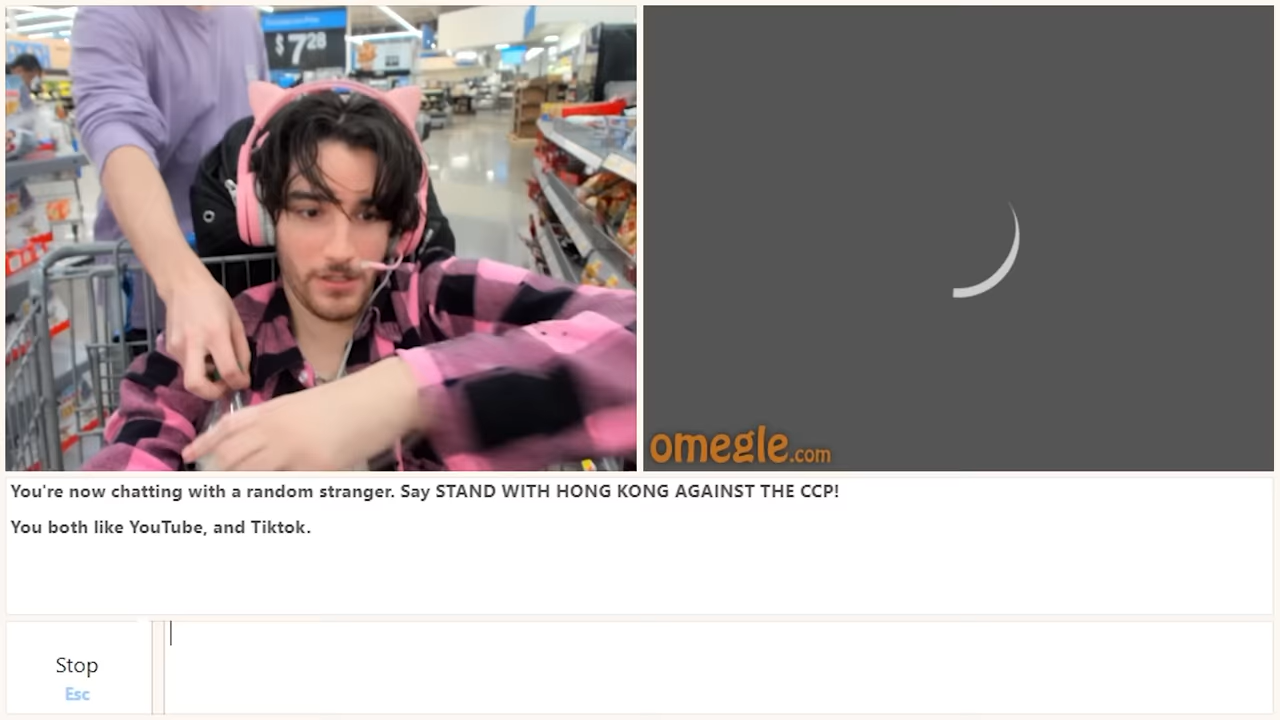 $7.28
omegle.com
You're now chatting with a random stranger. Say STAND WITH HONG KONG AGAINST THE CCP!
You both like YouTube, and Tiktok.
Stop
Esc